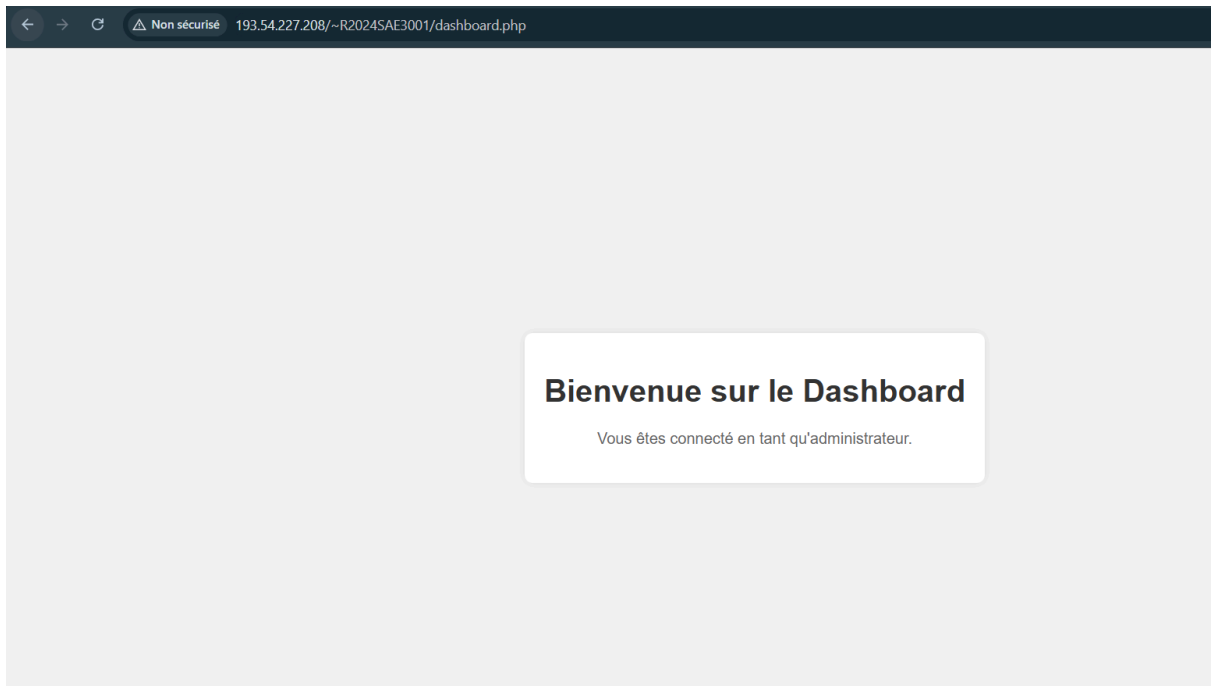 Non sécurisé 193.54.227.208/~R2024SAE3001/dashboard.php
Bienvenue sur le Dashboard
Vous êtes connecté en tant qu'administrateur.